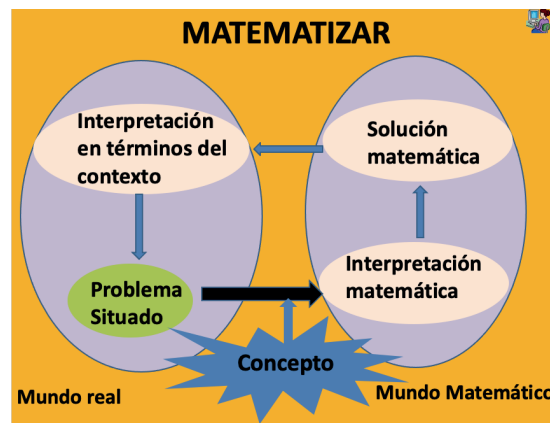 MATEMATIZAR
Interpretación
en términos del
contexto
Solución
matemática
Problema
Situado
Interpretación
matemática
Concepto
Mundo real
Mundo Matemático